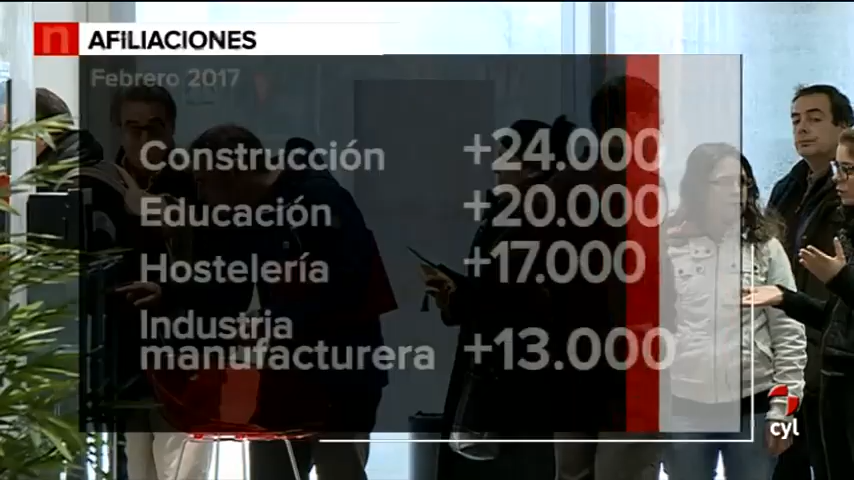 n AFILIACIONES
Febrero 2017
Construcción +24.000
Educación +20.000
Hostelería +17.000
Industria
manufacturera +13.000
cyl